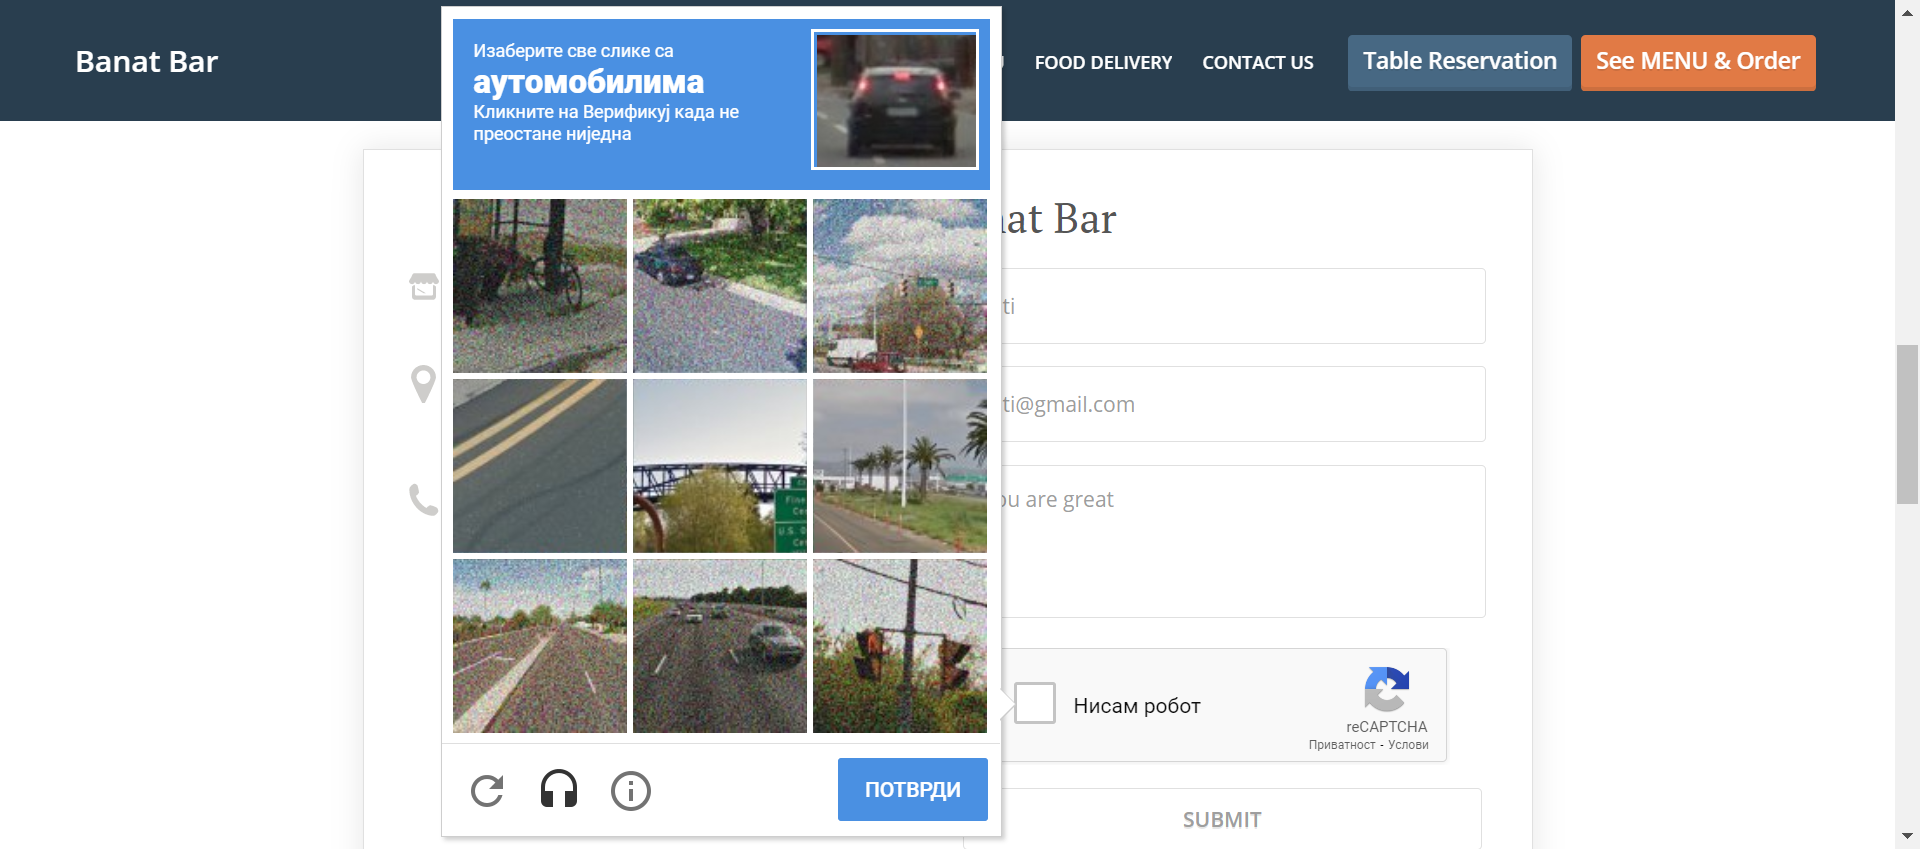 Banat Bar
FOOD DELIVERY
CONTACT US
Table Reservation
See MENU & Order
Изаберите све слике са
аутомобилима
Кликните на Верификуј када не
преостане ниједна
at Bar
ti
ti@gmail.com
ou are great
Нисам робот
reCAPTCHA
Приватност - Услови
ПОТВРДИ
SUBMIT